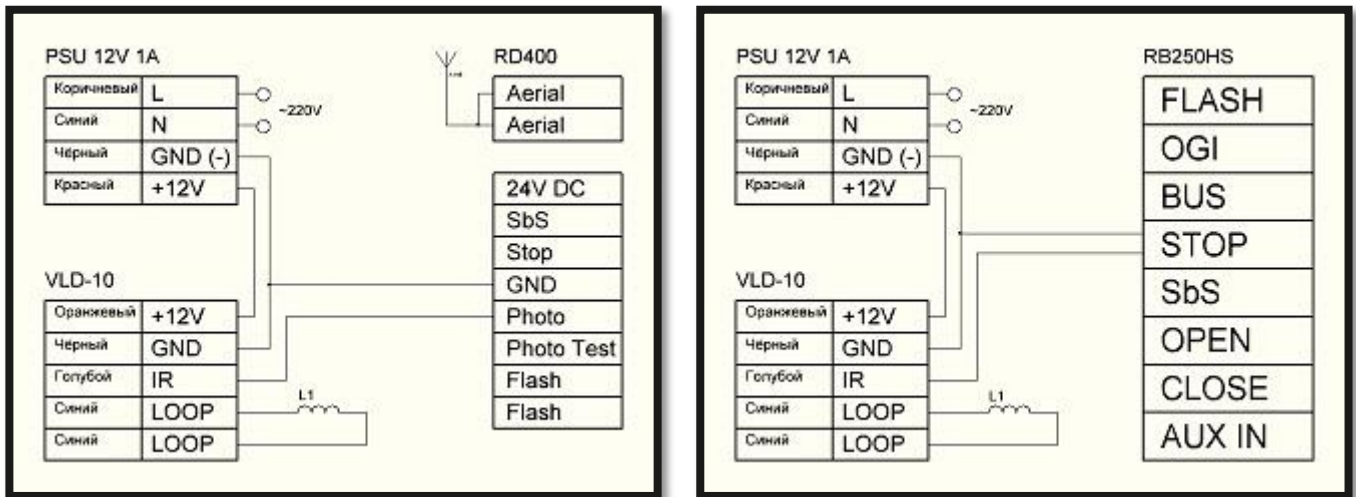 PSU 12V 1A
Коричневый L
~220V
Синий N
Чёрный GND (-)
Красный +12V
VLD-10
Оранжевый +12V
Чёрный GND
Голубой IR
Синий LOOP
Синий LOOP
L1
RD400
Aerial
Aerial
24V DC
SbS
Stop
GND
Photo
Photo Test
Flash
Flash
PSU 12V 1A
Коричневый L
~220V
Синий N
Чёрный GND (-)
Красный +12V
VLD-10
Оранжевый +12V
Чёрный GND
Голубой IR
Синий LOOP
Синий LOOP
L1
RB250HS
FLASH
OGI
BUS
STOP
SbS
OPEN
CLOSE
AUX IN